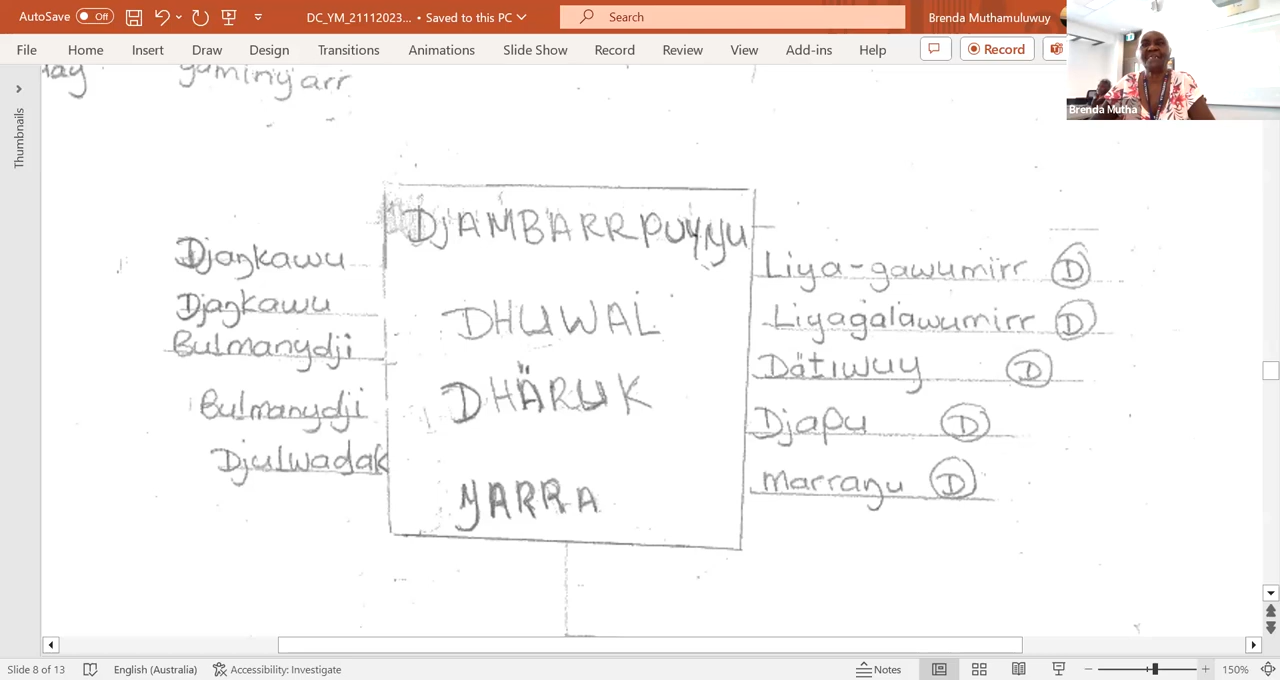 AutoSave Off DC_YM_21112023... • Saved to this PC Search Brenda Muthamuluwuy
File Home Insert Draw Design Transitions Animations Slide Show Record Review View Add-ins Help Record
Brenda Mutha
Thumbnails
yuminyarr
DJAMBARRPUYŊU
Djaŋkawu
Liya-gawumirr D
Djaŋkawu
DHUWAL
Liyagalawumirr D
Bulmanydji
Dätiwuy D
DHÄRUK
Bulmanydji
Djapu D
Djulwadak
Marraŋu D
YARRA
Slide 8 of 13 English (Australia) Accessibility: Investigate Notes 150%